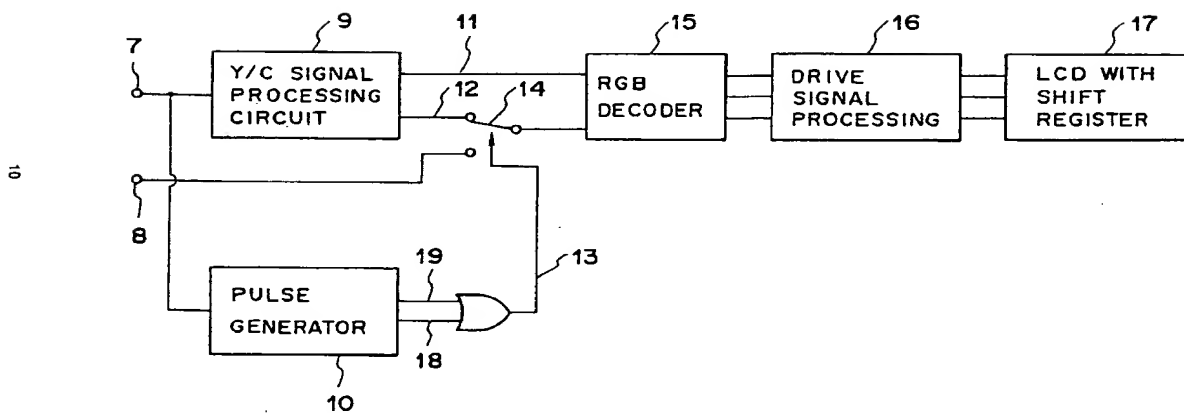 9
11
15
16
17
7
Y/C SIGNAL
PROCESSING
CIRCUIT
12
14
RGB
DECODER
DRIVE
SIGNAL
PROCESSING
LCD WITH
SHIFT
REGISTER
10
8
13
PULSE
GENERATOR
19
18
10